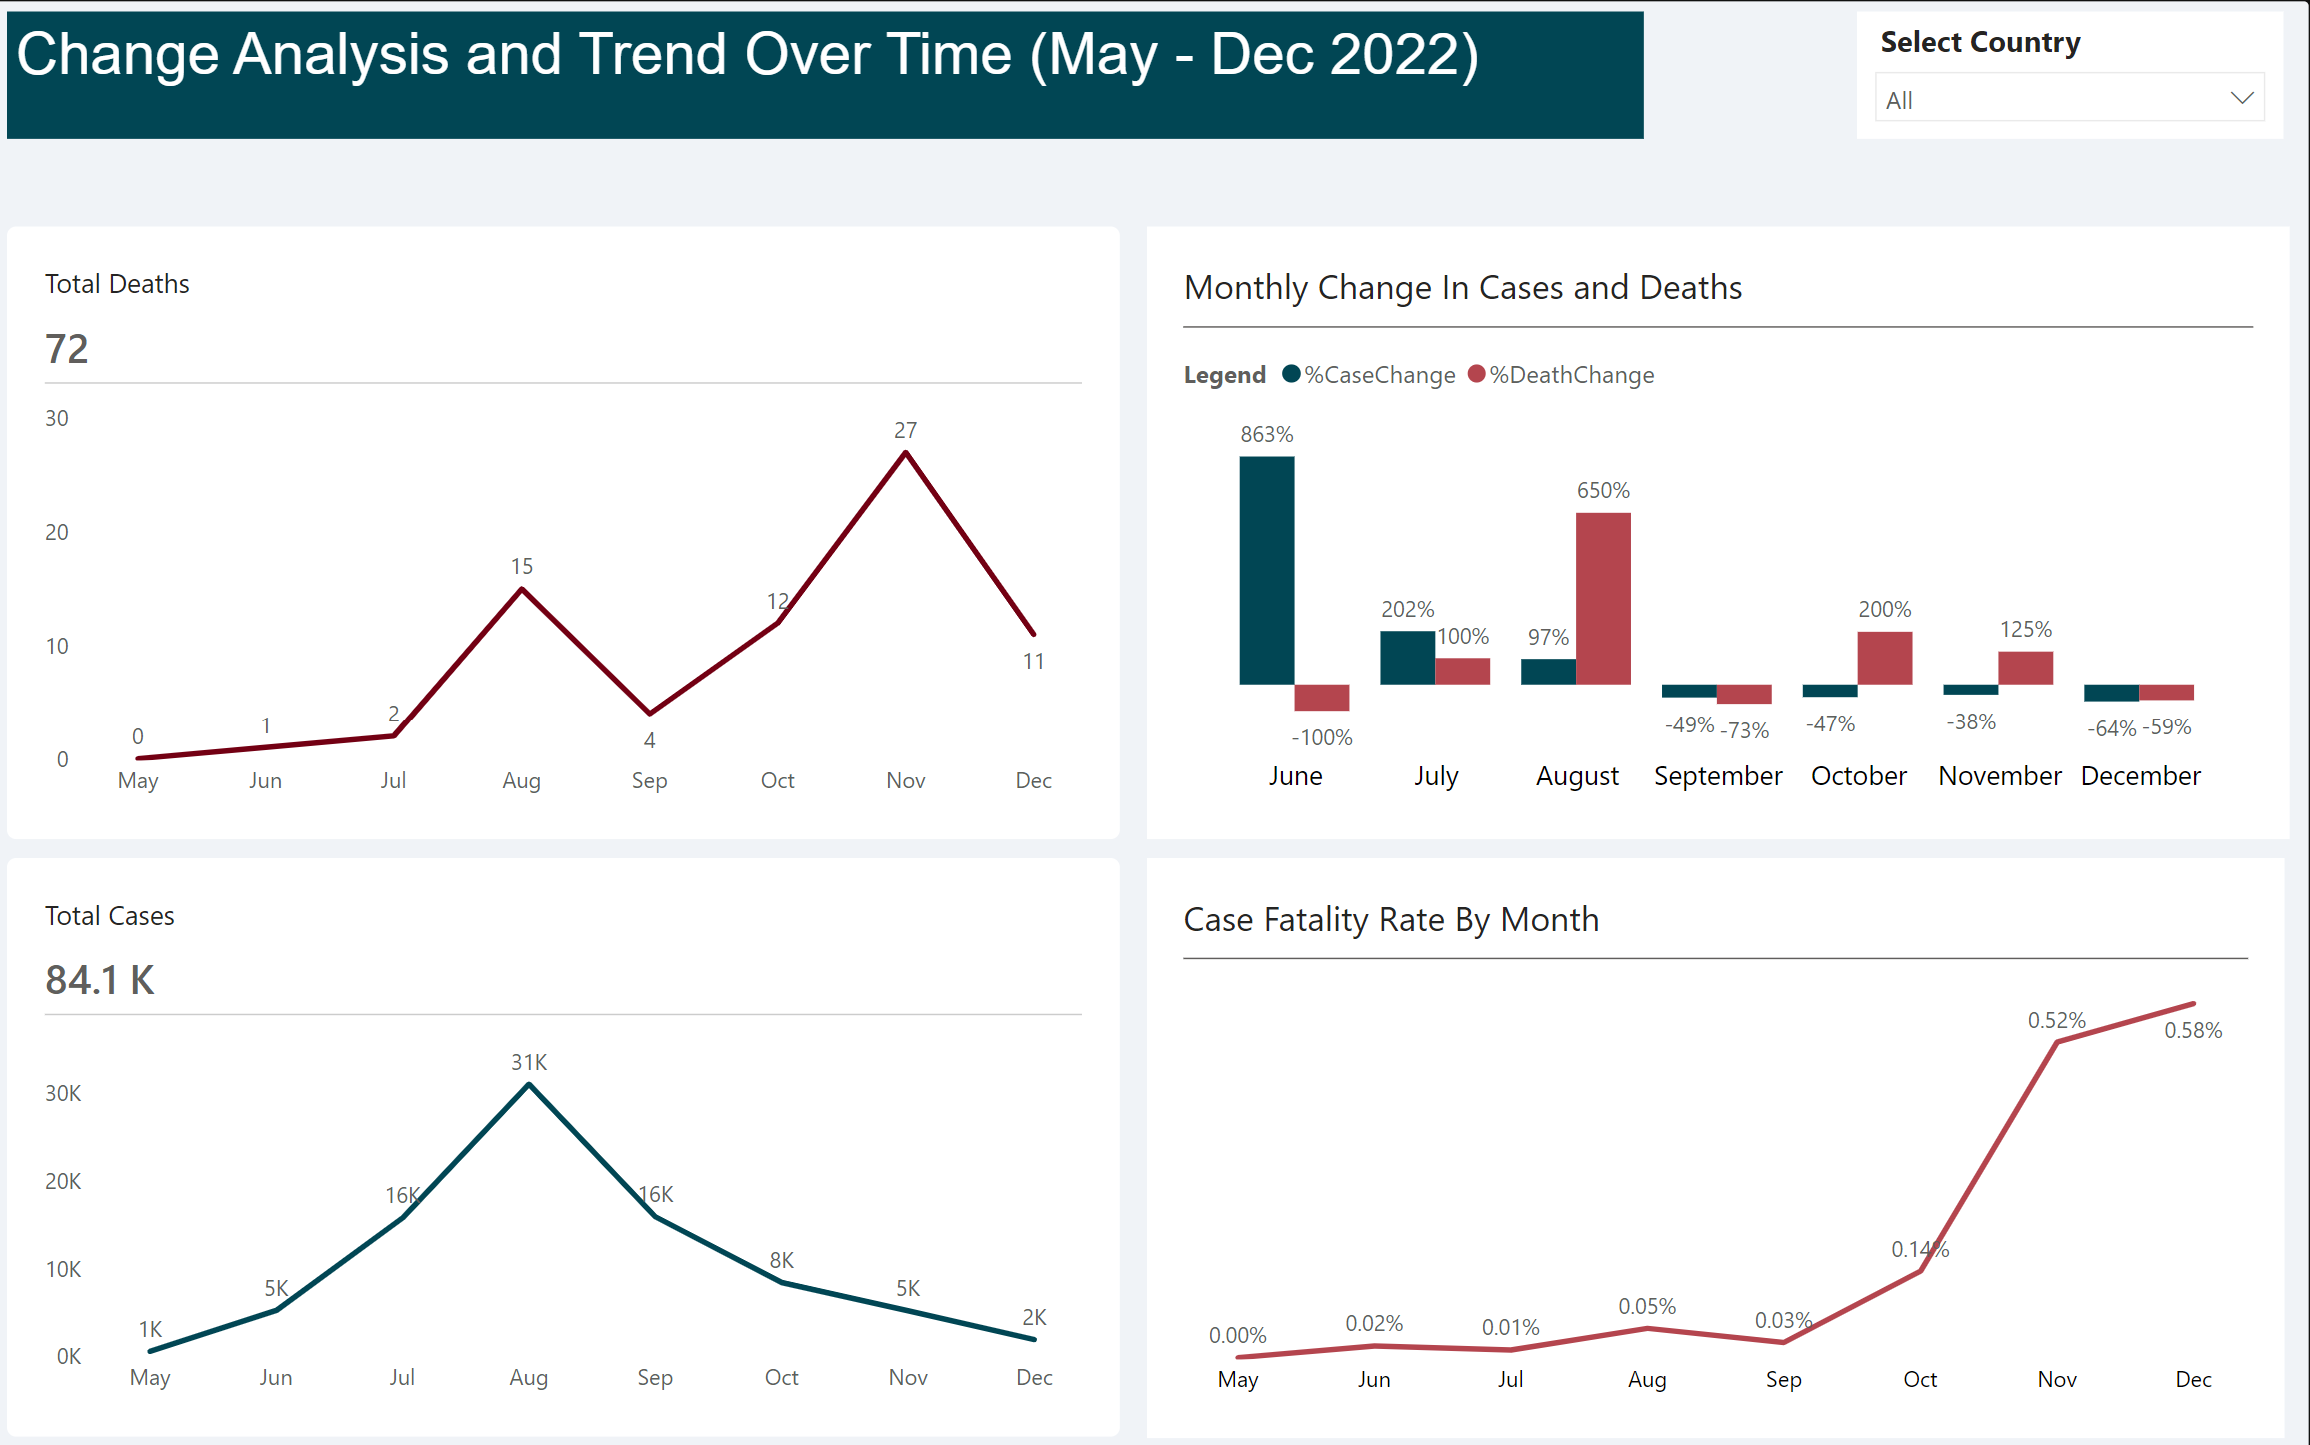 Change Analysis and Trend Over Time (May - Dec 2022)
Select Country
All
Total Deaths
72
30
20
10
0
0
1
2
15
4
12
27
11
May Jun Jul Aug Sep Oct Nov Dec
Monthly Change In Cases and Deaths
Legend %CaseChange %DeathChange
863%
-100%
202%
100%
97%
650%
-49%
-73%
-47%
200%
-38%
125%
-64%
-59%
June July August September October November December
Total Cases
84.1 K
30K
20K
10K
0K
1K
5K
16K
31K
16K
8K
5K
2K
May Jun Jul Aug Sep Oct Nov Dec
Case Fatality Rate By Month
0.00%
0.02%
0.01%
0.05%
0.03%
0.14%
0.52%
0.58%
May Jun Jul Aug Sep Oct Nov Dec